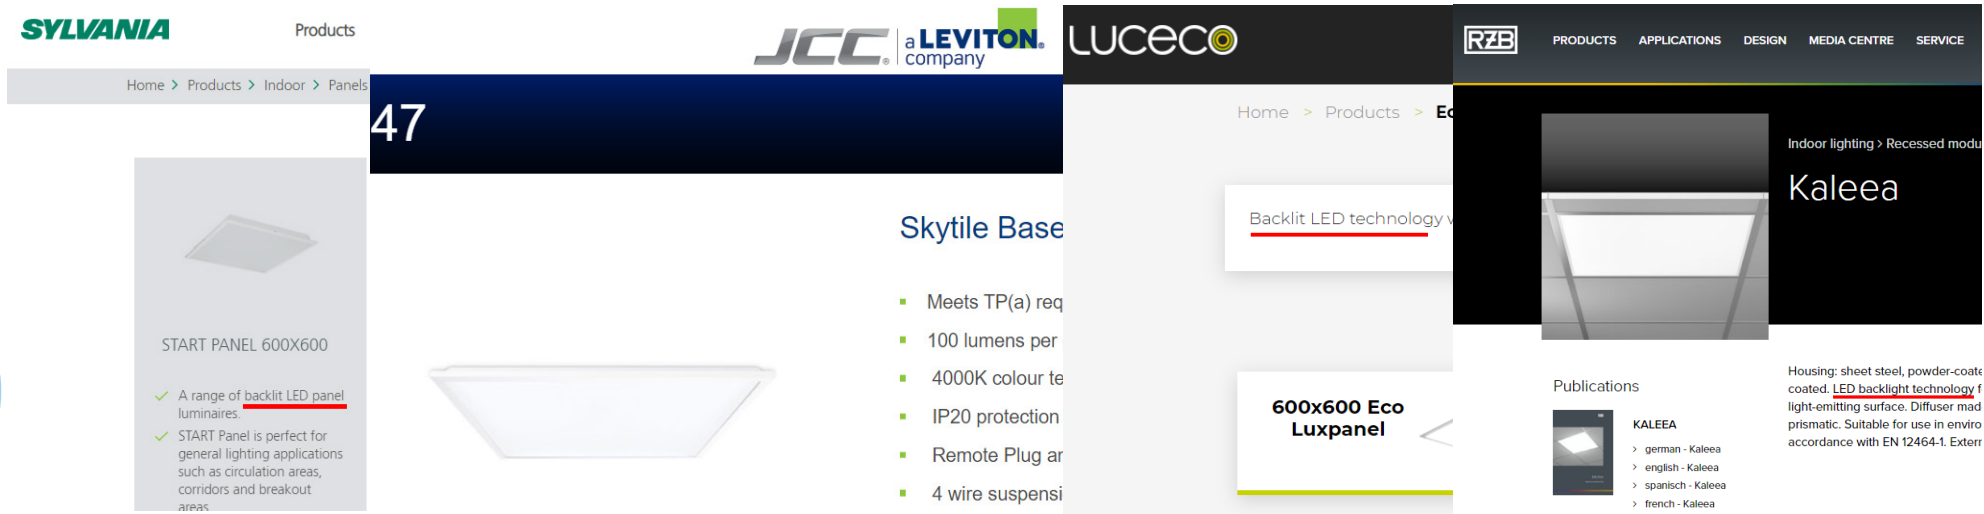 SYLVANIA
Products
Home > Products > Indoor > Panels
START PANEL 600X600
A range of backlit LED panel
luminaires.
START Panel is perfect for
general lighting applications
such as circulation areas,
corridors and breakout
areas
JCC
a LEVITON
company
47
Skytile Base
Meets TP(a) req
100 lumens per
4000K colour te
IP20 protection
Remote Plug ar
4 wire suspensi
LUCECO
Home > Products > Ec
Backlit LED technology v
600x600 Eco
Luxpanel
RZB
PRODUCTS APPLICATIONS DESIGN MEDIA CENTRE SERVICE
Indoor lighting > Recessed modu
Kaleea
Housing: sheet steel, powder-coate
coated. LED backlight technology f
light-emitting surface. Diffuser mad
prismatic. Suitable for use in enviro
accordance with EN 12464-1. Extern
Publications
KALEEA
> german - Kaleea
> english - Kaleea
> spanisch - Kaleea
> french - Kaleea